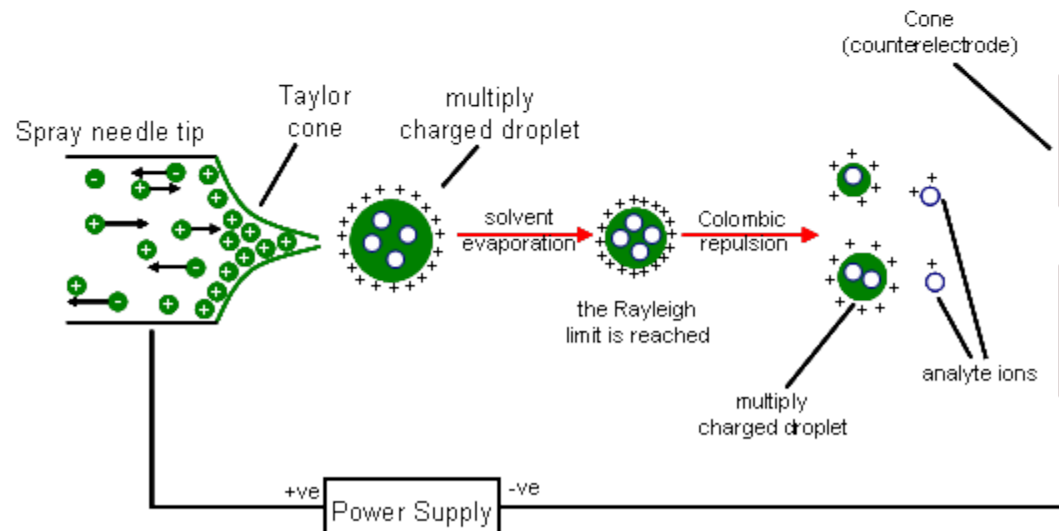 Cone
(counterelectrode)
Taylor
cone
multiply
charged droplet
Spray needle tip
solvent
evaporation
Colombic
repulsion
the Rayleigh
limit is reached
analyte ions
multiply
charged droplet
+ve
-ve
Power Supply